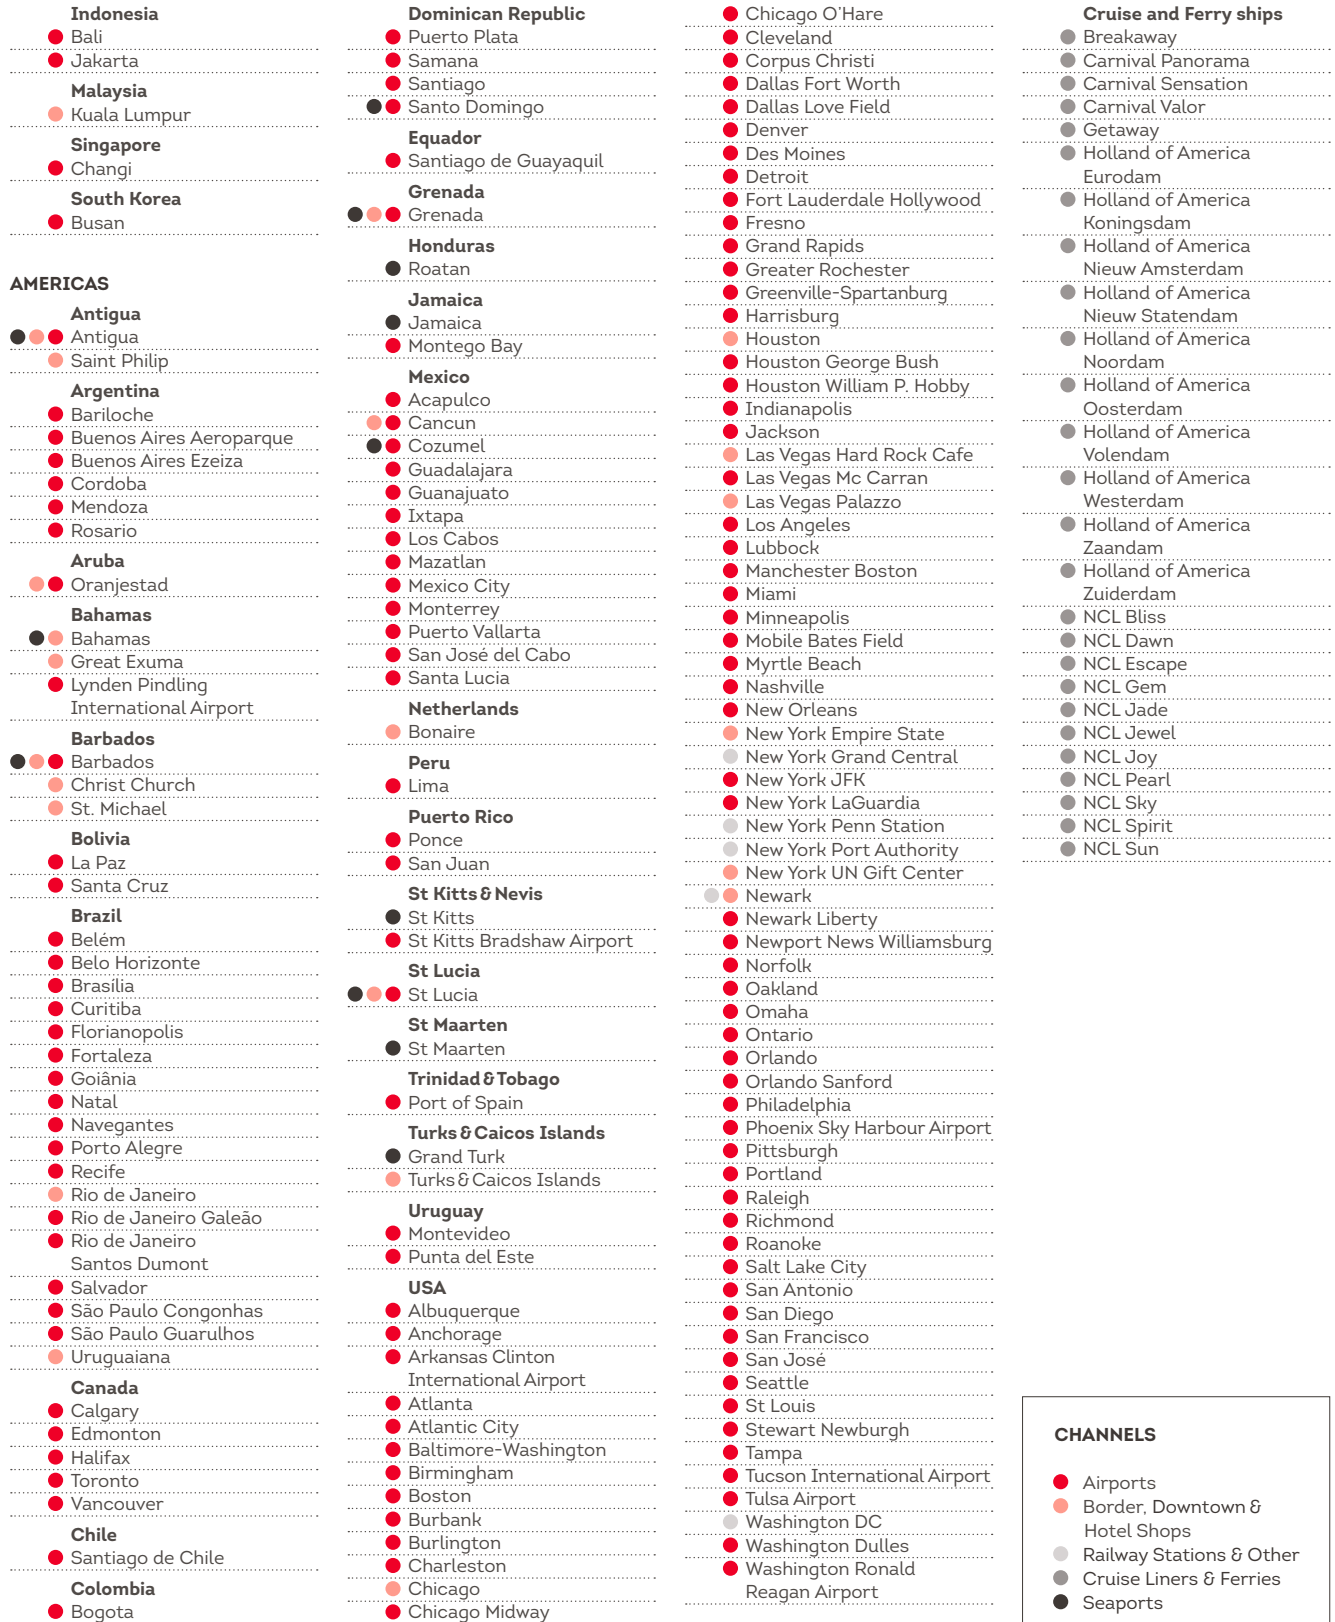 Indonesia
Bali
Jakarta
Malaysia
Kuala Lumpur
Singapore
Changi
South Korea
Busan
AMERICAS
Antigua
Antigua
Saint Philip
Argentina
Bariloche
Buenos Aires Aeroparque
Buenos Aires Ezeiza
Cordoba
Mendoza
Rosario
Aruba
Oranjestad
Bahamas
Bahamas
Great Exuma
Lynden Pindling
International Airport
Barbados
Barbados
Christ Church
St. Michael
Bolivia
La Paz
Santa Cruz
Brazil
Belém
Belo Horizonte
Brasília
Curitiba
Florianopolis
Fortaleza
Goiânia
Natal
Navegantes
Porto Alegre
Recife
Rio de Janeiro
Rio de Janeiro Galeão
Rio de Janeiro
Santos Dumont
Salvador
São Paulo Congonhas
São Paulo Guarulhos
Uruguaiana
Canada
Calgary
Edmonton
Halifax
Toronto
Vancouver
Chile
Santiago de Chile
Colombia
Bogota
Dominican Republic
Puerto Plata
Samana
Santiago
Santo Domingo
Equador
Santiago de Guayaquil
Grenada
Grenada
Honduras
Roatan
Jamaica
Jamaica
Montego Bay
Mexico
Acapulco
Cancun
Cozumel
Guadalajara
Guanajuato
Ixtapa
Los Cabos
Mazatlan
Mexico City
Monterrey
Puerto Vallarta
San José del Cabo
Santa Lucia
Netherlands
Bonaire
Peru
Lima
Puerto Rico
Ponce
San Juan
St Kitts & Nevis
St Kitts
St Kitts Bradshaw Airport
St Lucia
St Lucia
St Maarten
St Maarten
Trinidad & Tobago
Port of Spain
Turks & Caicos Islands
Grand Turk
Turks & Caicos Islands
Uruguay
Montevideo
Punta del Este
USA
Albuquerque
Anchorage
Arkansas Clinton
International Airport
Atlanta
Atlantic City
Baltimore-Washington
Birmingham
Boston
Burbank
Burlington
Charleston
Chicago
Chicago Midway
Chicago O'Hare
Cleveland
Corpus Christi
Dallas Fort Worth
Dallas Love Field
Denver
Des Moines
Detroit
Fort Lauderdale Hollywood
Fresno
Grand Rapids
Greater Rochester
Greenville-Spartanburg
Harrisburg
Houston
Houston George Bush
Houston William P. Hobby
Indianapolis
Jackson
Las Vegas Hard Rock Cafe
Las Vegas Mc Carran
Las Vegas Palazzo
Los Angeles
Lubbock
Manchester Boston
Miami
Minneapolis
Mobile Bates Field
Myrtle Beach
Nashville
New Orleans
New York Empire State
New York Grand Central
New York JFK
New York LaGuardia
New York Penn Station
New York Port Authority
New York UN Gift Center
Newark
Newark Liberty
Newport News Williamsburg
Norfolk
Oakland
Omaha
Ontario
Orlando
Orlando Sanford
Philadelphia
Phoenix Sky Harbour Airport
Pittsburgh
Portland
Raleigh
Richmond
Roanoke
Salt Lake City
San Antonio
San Diego
San Francisco
San José
Seattle
St Louis
Stewart Newburgh
Tampa
Tucson International Airport
Tulsa Airport
Washington DC
Washington Dulles
Washington Ronald
Reagan Airport
Cruise and Ferry ships
Breakaway
Carnival Panorama
Carnival Sensation
Carnival Valor
Getaway
Holland of America
Eurodam
Holland of America
Koningsdam
Holland of America
Nieuw Amsterdam
Holland of America
Nieuw Statendam
Holland of America
Noordam
Holland of America
Oosterdam
Holland of America
Volendam
Holland of America
Westerdam
Holland of America
Zaandam
Holland of America
Zuiderdam
NCL Bliss
NCL Dawn
NCL Escape
NCL Gem
NCL Jade
NCL Jewel
NCL Joy
NCL Pearl
NCL Sky
NCL Spirit
NCL Sun
CHANNELS
Airports
Border, Downtown &
Hotel Shops
Railway Stations & Other
Cruise Liners & Ferries
Seaports